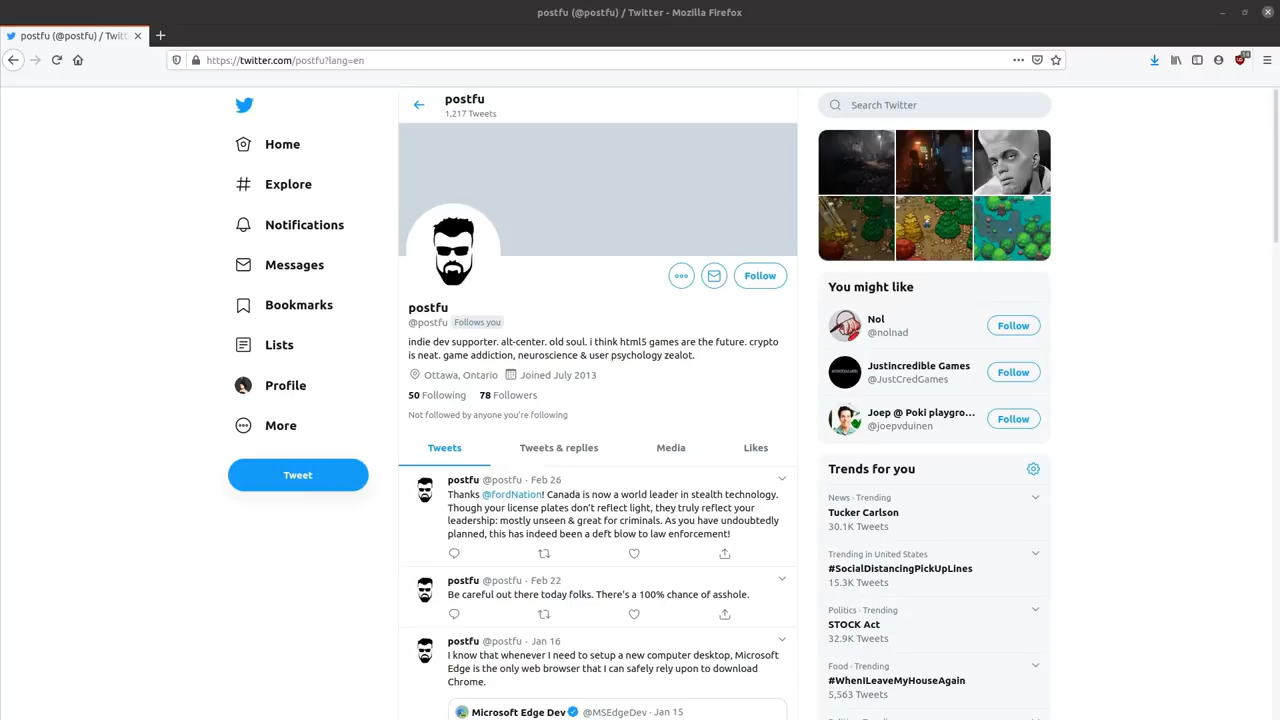 postfu (@postfu) / Twitter - Mozilla Firefox
postfu (@postfu) / Twitt
https://twitter.com/postfu?lang=en
14
Home
Explore
Notifications
Messages
Bookmarks
Lists
Profile
More
Tweet
postfu
1,217 Tweets
Follow
postfu
@postfu Follows you
indie dev supporter. alt-center. old soul. i think html5 games are the future. crypto
is neat. game addiction, neuroscience & user psychology zealot.
Ottawa, Ontario Joined July 2013
50 Following 78 Followers
Not followed by anyone you're following
Tweets Tweets & replies Media Likes
postfu @postfu · Feb 26
Thanks @fordNation! Canada is now a world leader in stealth technology.
Though your license plates don't reflect light, they truly reflect your
leadership: mostly unseen & great for criminals. As you have undoubtedly
planned, this has indeed been a deft blow to law enforcement!
postfu @postfu · Feb 22
Be careful out there today folks. There's a 100% chance of asshole.
postfu @postfu · Jan 16
I know that whenever I need to setup a new computer desktop, Microsoft
Edge is the only web browser that I can safely rely upon to download
Chrome.
Microsoft Edge Dev @MSEdgeDev · Jan 15
Search Twitter
You might like
Nol
@nolnad
Follow
JustIncredible Games
@JustCredGames
Follow
Joep @ Poki playgro...
@joepvduinen
Follow
Trends for you
News · Trending
Tucker Carlson
30.1K Tweets
Trending in United States
#SocialDistancingPickUpLines
15.3K Tweets
Politics · Trending
STOCK Act
32.9K Tweets
Food · Trending
#WhenILeaveMyHouseAgain
5,563 Tweets